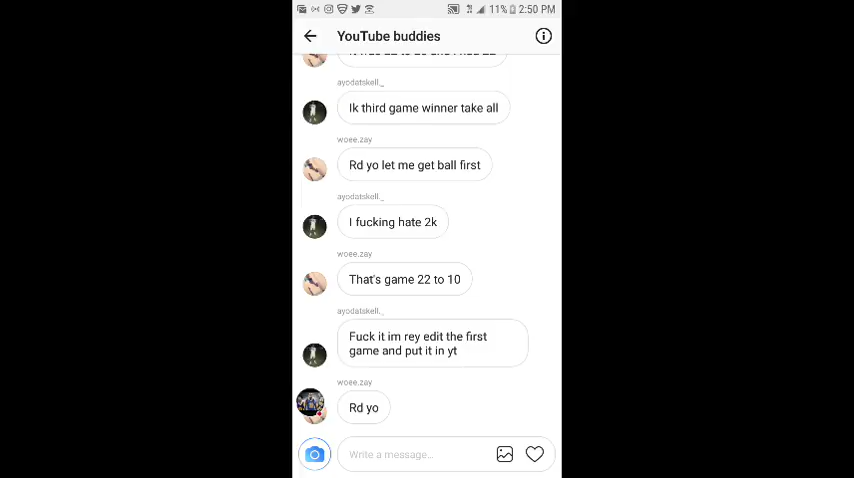 11% 2:50 PM
YouTube buddies
ayodatskell._
Ik third game winner take all
woee.zay
Rd yo let me get ball first
ayodatskell._
I fucking hate 2k
woee.zay
That's game 22 to 10
ayodatskell._
Fuck it im rey edit the first
game and put it in yt
woee.zay
Rd yo
Write a message...